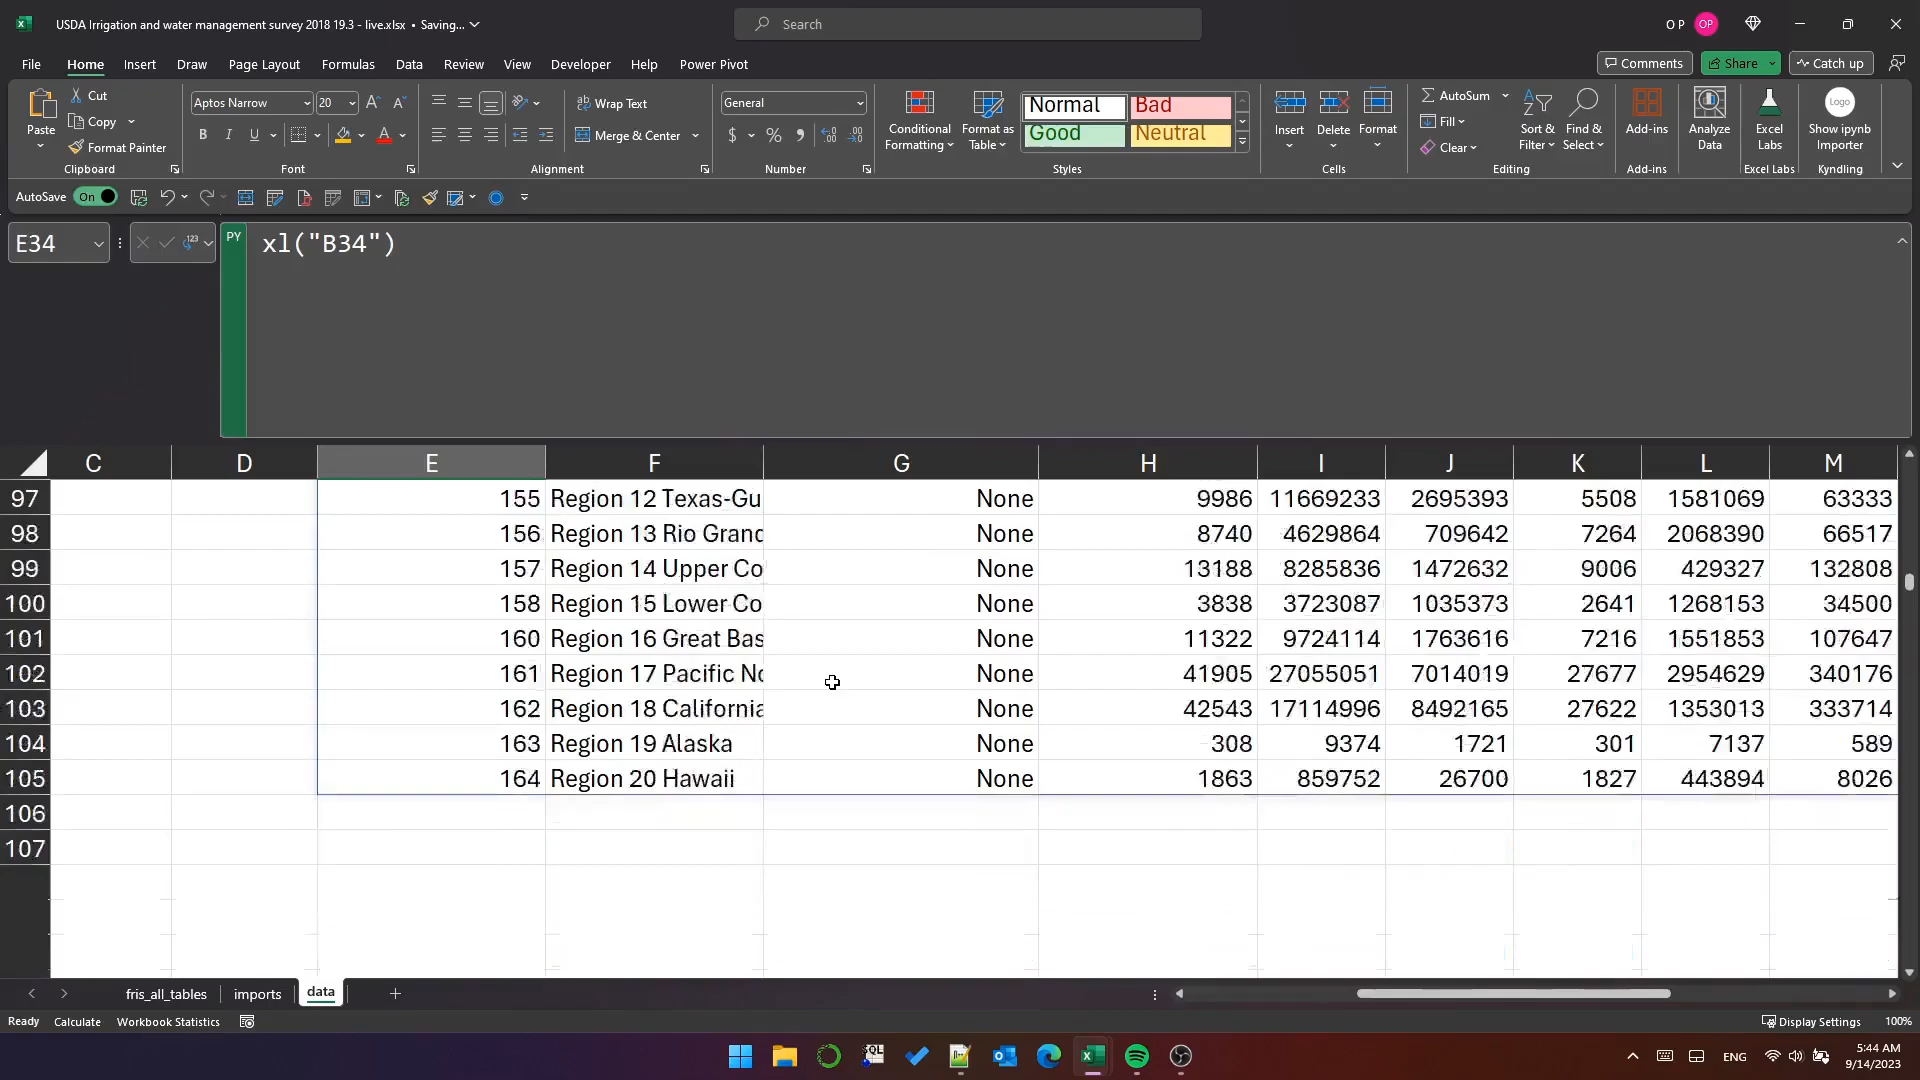 USDA Irrigation and water management survey 2018 19.3 - live.xlsx • Saving...
Search
O P
OP
File Home Insert Draw Page Layout Formulas Data Review View Developer Help Power Pivot
Comments Share Catch up
Paste
Cut
Copy
Format Painter
Clipboard
Aptos Narrow 20
B I U
Font
Wrap Text
Merge & Center
Alignment
General
$ % ,
Number
Conditional Formatting
Format as Table
Normal Bad
Good Neutral
Styles
Insert Delete Format
Cells
AutoSum
Fill
Clear
Sort & Filter
Find & Select
Editing
Add-ins
Add-ins
Analyze Data
Excel Labs
Excel Labs
Logo
Show ipynb Importer
Kyndling
AutoSave On
E34
123
PY
xl("B34")
C D E F G H I J K L M
97 155 Region 12 Texas-Gu None 9986 11669233 2695393 5508 1581069 63333
98 156 Region 13 Rio Grand None 8740 4629864 709642 7264 2068390 66517
99 157 Region 14 Upper Co None 13188 8285836 1472632 9006 429327 132808
100 158 Region 15 Lower Co None 3838 3723087 1035373 2641 1268153 34500
101 160 Region 16 Great Bas None 11322 9724114 1763616 7216 1551853 107647
102 161 Region 17 Pacific No None 41905 27055051 7014019 27677 2954629 340176
103 162 Region 18 California None 42543 17114996 8492165 27622 1353013 333714
104 163 Region 19 Alaska None 308 9374 1721 301 7137 589
105 164 Region 20 Hawaii None 1863 859752 26700 1827 443894 8026
106
107
fris_all_tables imports data
Ready Calculate Workbook Statistics
Display Settings 100%
SQL
ENG
5:44 AM
9/14/2023